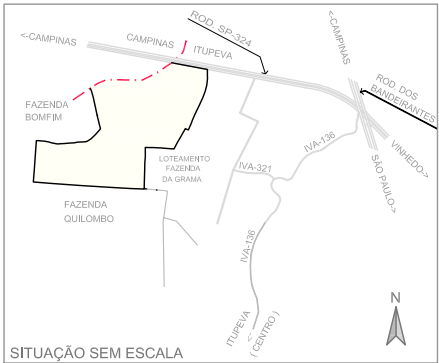 <-CAMPINAS
CAMPINAS
ITUPEVA
ROD. SP-324
<-CAMPINAS
ROD. DOS
BANDEIRANTES
FAZENDA
BOMFIM
LOTEAMENTO
FAZENDA
DA GRAMA
IVA-321
IVA-136
VINHEDO->
SÃO PAULO->
FAZENDA
QUILOMBO
IVA-136
ITUPEVA
<-
( CENTRO )
N
SITUAÇÃO SEM ESCALA